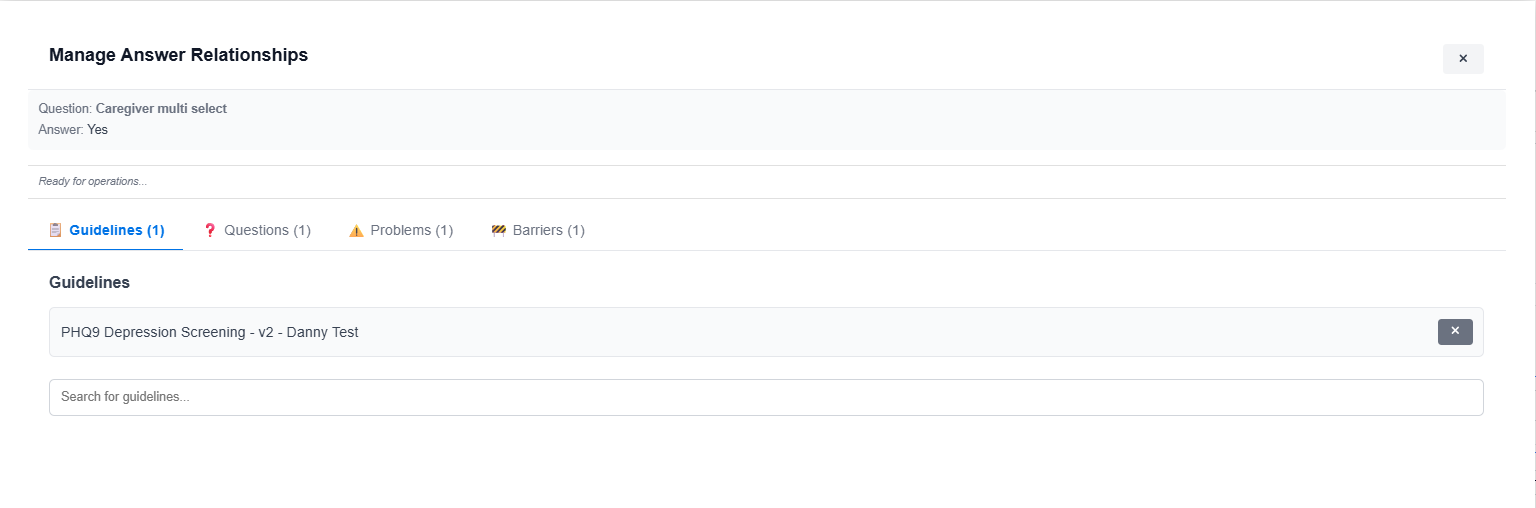 Manage Answer Relationships
×
Question: Caregiver multi select
Answer: Yes
Ready for operations...
Guidelines (1) Questions (1) Problems (1) Barriers (1)
Guidelines
PHQ9 Depression Screening - v2 - Danny Test ×
Search for guidelines...